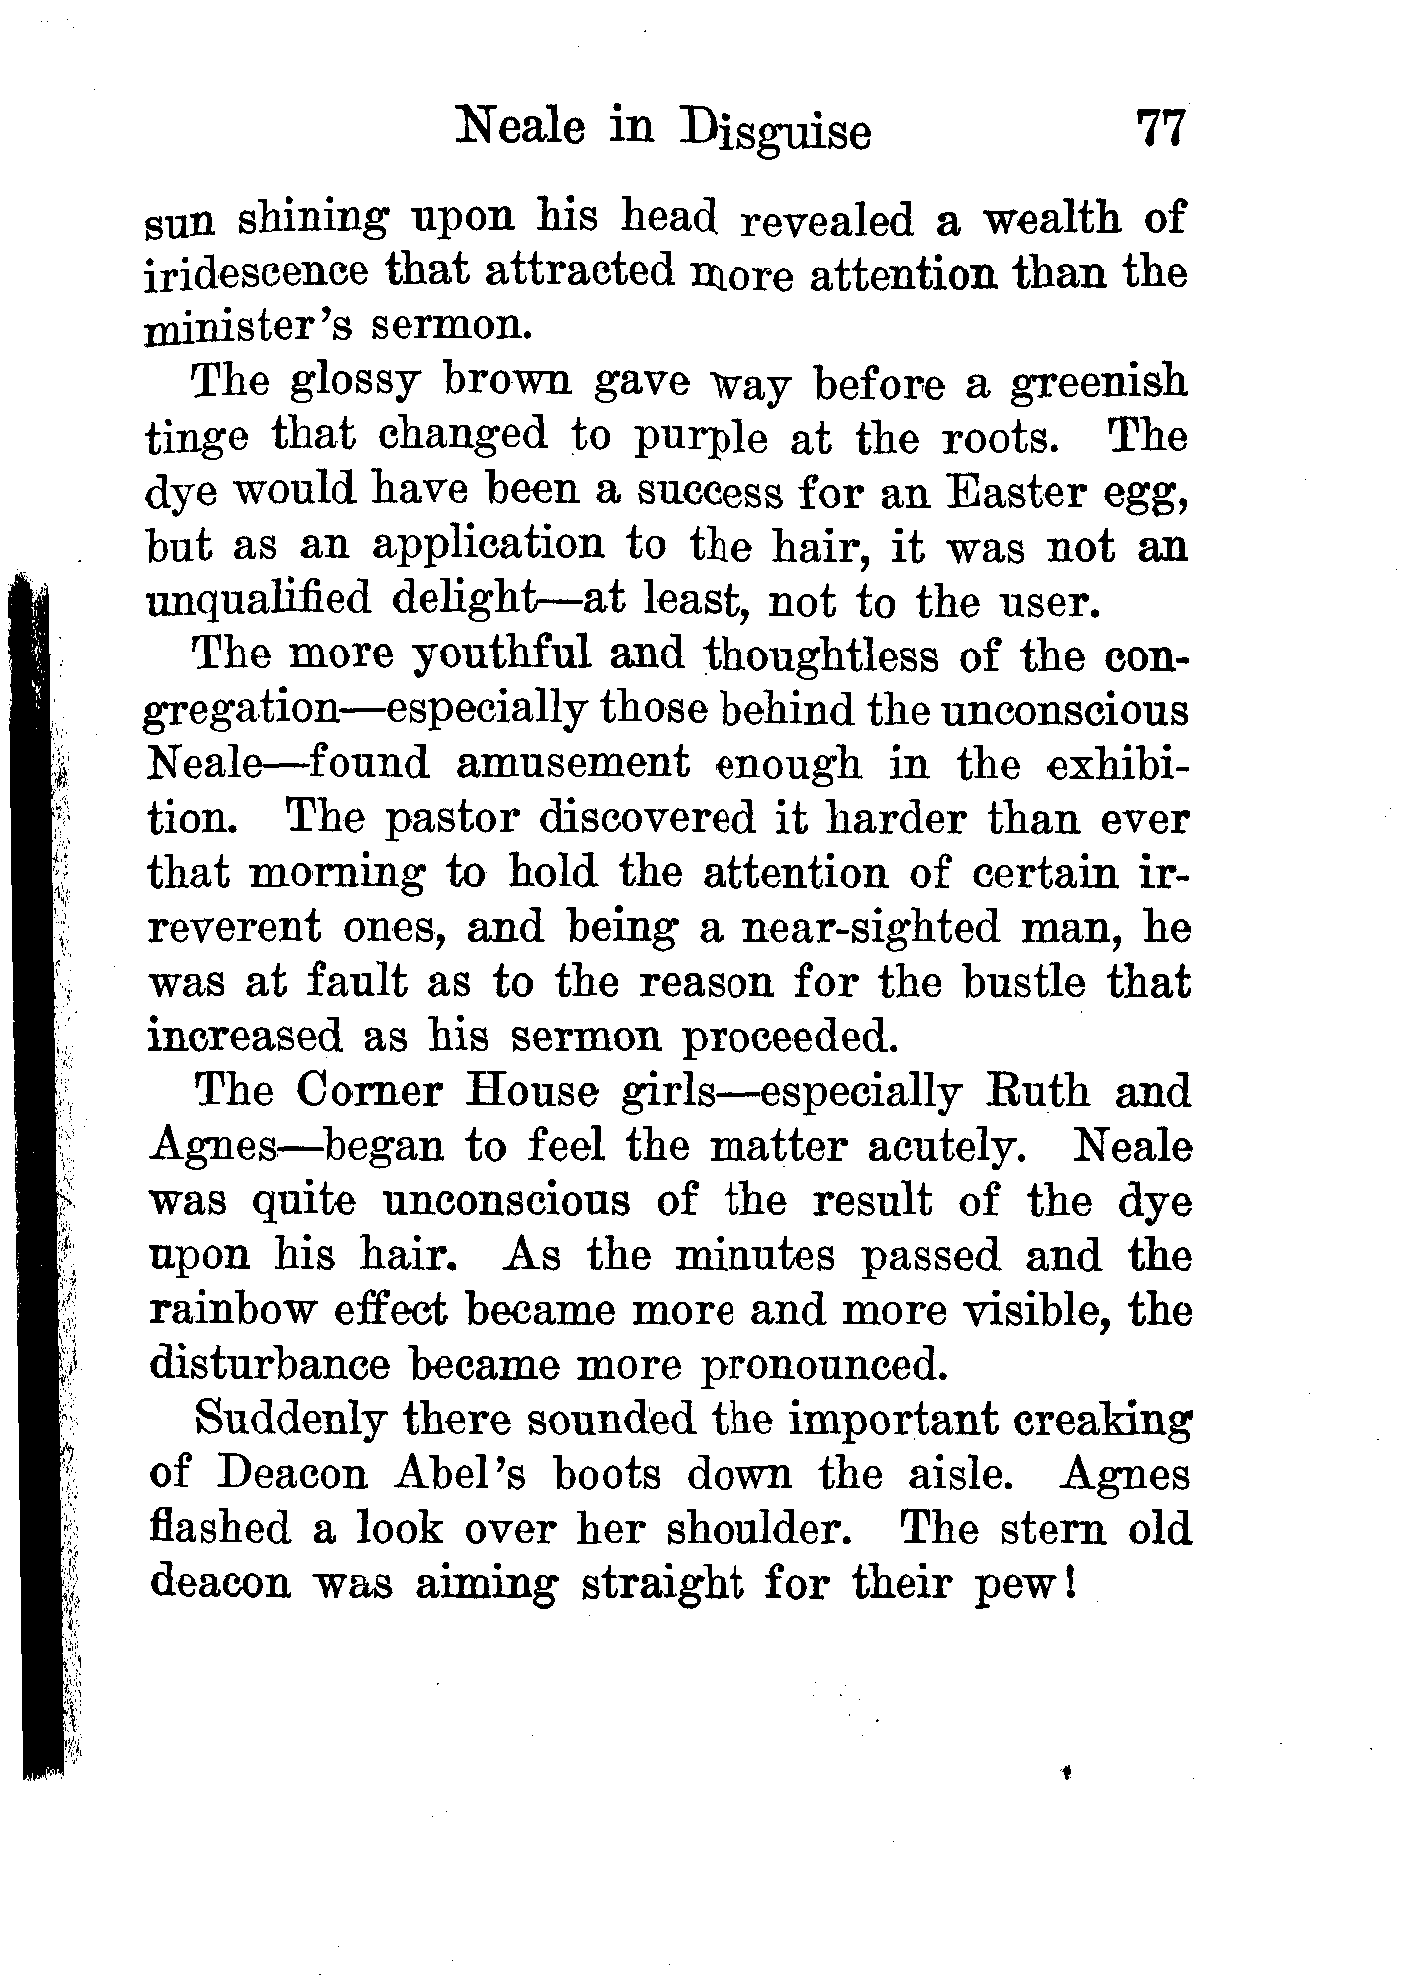 Neale in Disguise 77
sun shining upon his head revealed a wealth of
iridescence that attracted more attention than the
minister's sermon.
The glossy brown gave way before a greenish
tinge that changed to purple at the roots. The
dye would have been a success for an Easter egg,
but as an application to the hair, it was not an
unqualified delight—at least, not to the user.
The more youthful and thoughtless of the con-
gregation—especially those behind the unconscious
Neale—found amusement enough in the exhibi-
tion. The pastor discovered it harder than ever
that morning to hold the attention of certain ir-
reverent ones, and being a near-sighted man, he
was at fault as to the reason for the bustle that
increased as his sermon proceeded.
The Corner House girls—especially Ruth and
Agnes—began to feel the matter acutely. Neale
was quite unconscious of the result of the dye
upon his hair. As the minutes passed and the
rainbow effect became more and more visible, the
disturbance became more pronounced.
Suddenly there sounded the important creaking
of Deacon Abel's boots down the aisle. Agnes
flashed a look over her shoulder. The stern old
deacon was aiming straight for their pew!